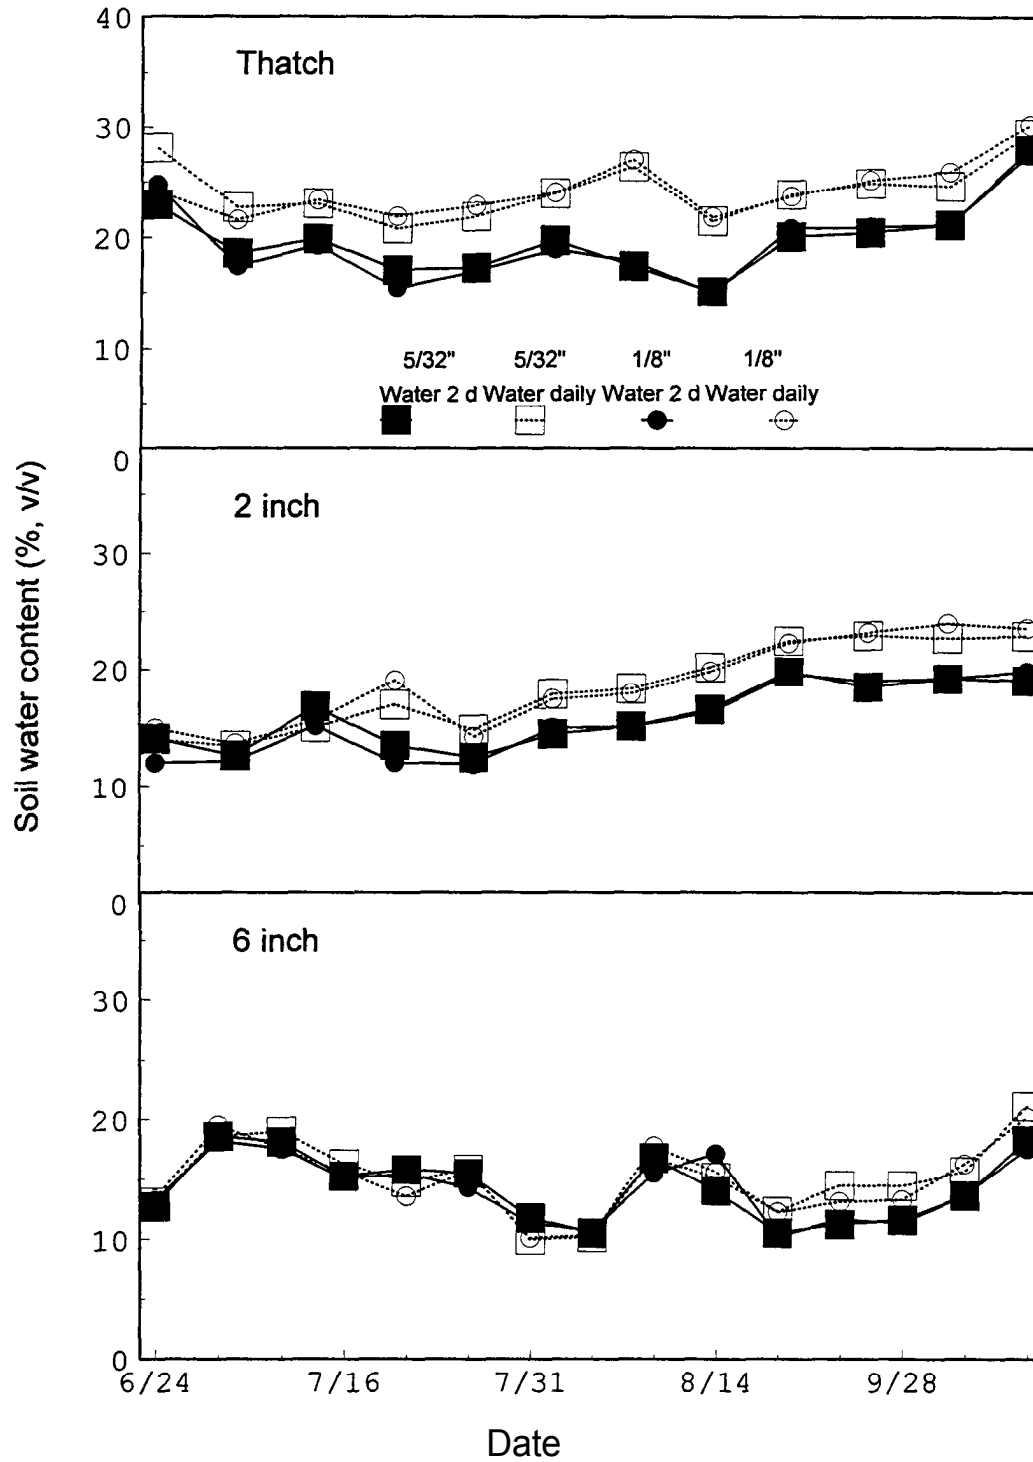 40
Thatch
30
20
10
5/32" 5/32" 1/8" 1/8"
Water 2 d Water daily Water 2 d Water daily
0
2 inch
30
20
10
Soil water content (%, v/v)
0
6 inch
30
20
10
0
6/24 7/16 7/31 8/14 9/28
Date